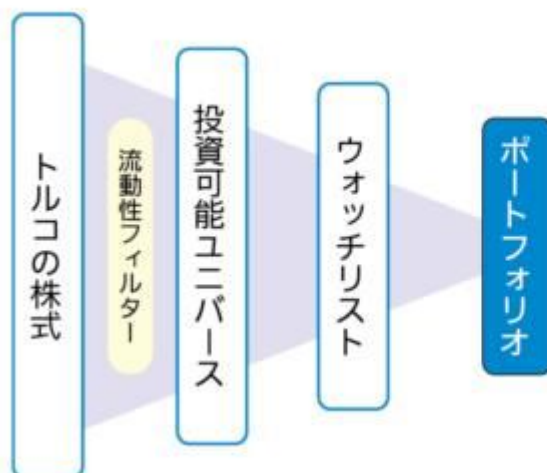 トルコの株式
流動性フィルター
投資可能ユニバース
ウォッチリスト
ポートフォリオ